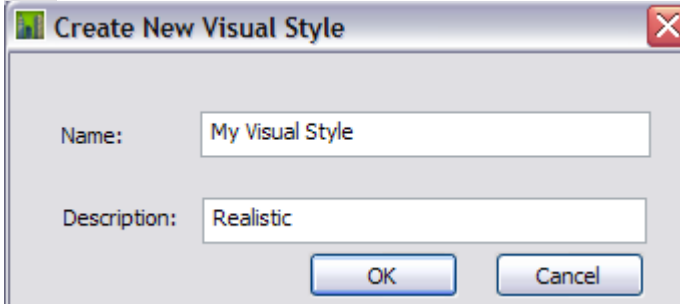 Create New Visual Style
Name: My Visual Style
Description: Realistic
OK Cancel